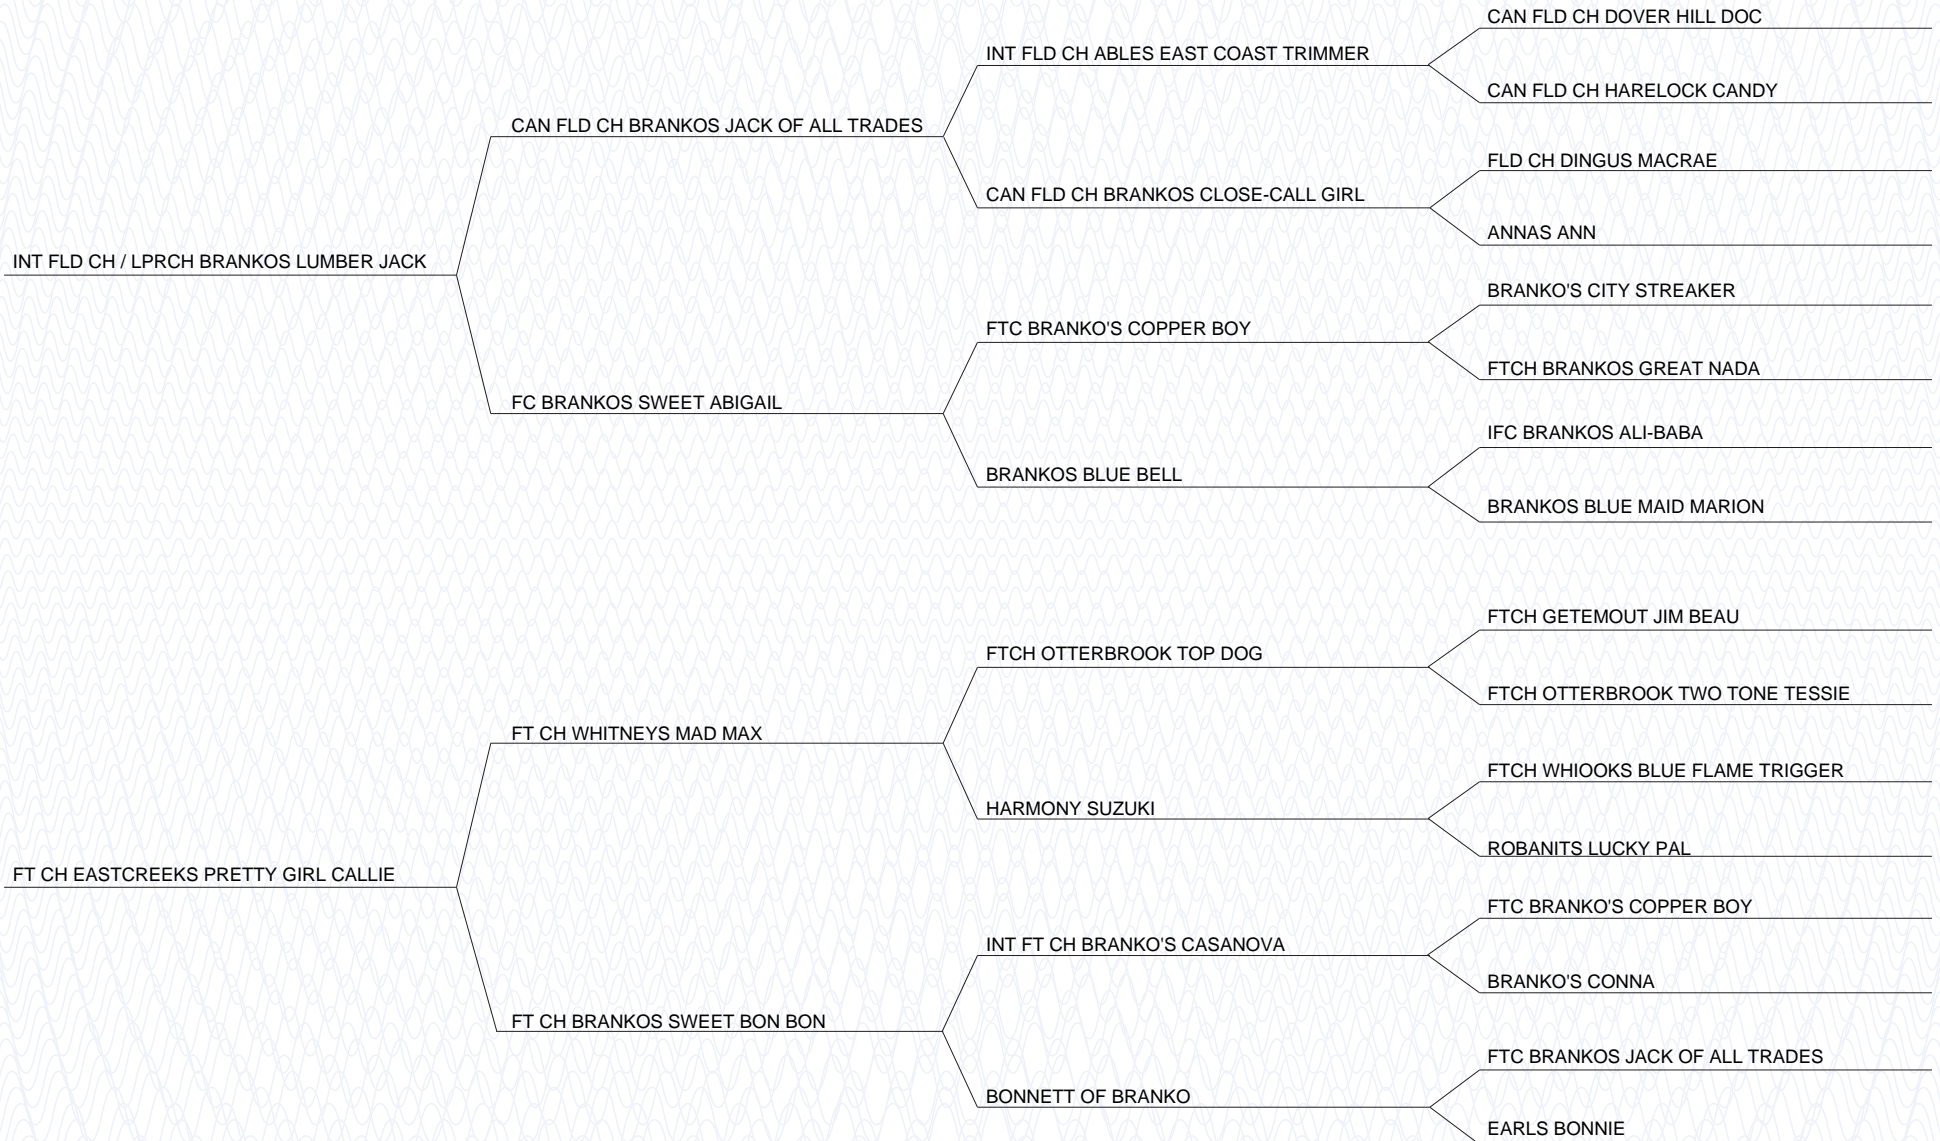 CAN FLD CH DOVER HILL DOC
INT FLD CH ABLES EAST COAST TRIMMER
CAN FLD CH HARELOCK CANDY
CAN FLD CH BRANKOS JACK OF ALL TRADES
FLD CH DINGUS MACRAE
CAN FLD CH BRANKOS CLOSE-CALL GIRL
ANNAS ANN
INT FLD CH / LPRCH BRANKOS LUMBER JACK
BRANKO'S CITY STREAKER
FTC BRANKO'S COPPER BOY
FTCH BRANKOS GREAT NADA
FC BRANKOS SWEET ABIGAIL
IFC BRANKOS ALI-BABA
BRANKOS BLUE BELL
BRANKOS BLUE MAID MARION
FTCH GETEMOUT JIM BEAU
FTCH OTTERBROOK TOP DOG
FTCH OTTERBROOK TWO TONE TESSIE
FT CH WHITNEYS MAD MAX
FTCH WHIOOKS BLUE FLAME TRIGGER
HARMONY SUZUKI
ROBANITS LUCKY PAL
FT CH EASTCREEKS PRETTY GIRL CALLIE
FTC BRANKO'S COPPER BOY
INT FT CH BRANKO'S CASANOVA
BRANKO'S CONNA
FT CH BRANKOS SWEET BON BON
FTC BRANKOS JACK OF ALL TRADES
BONNETT OF BRANKO
EARLS BONNIE